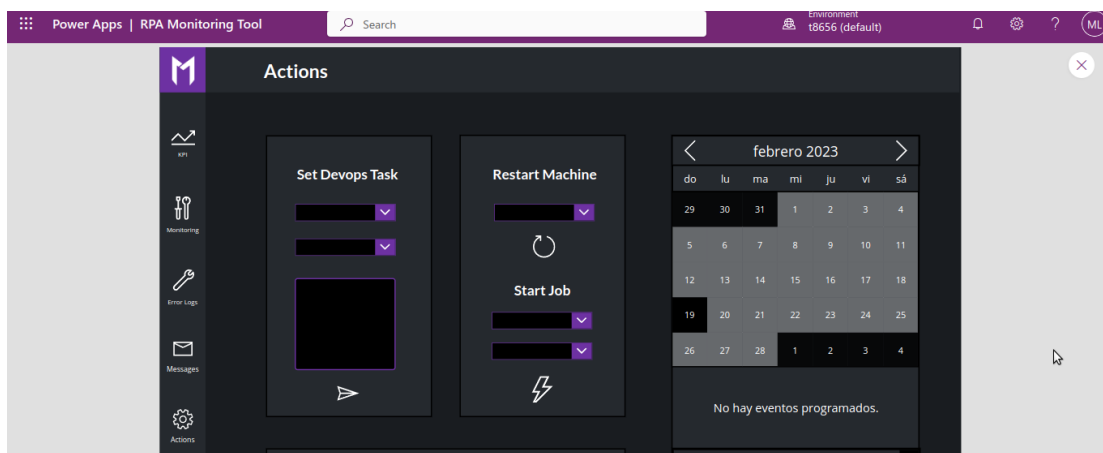 Power Apps | RPA Monitoring Tool
Search
Environment
t8656 (default)
?
ML
M
Actions
KPI
Monitoring
Error Logs
Messages
Actions
Set Devops Task
Restart Machine
Start Job
febrero 2023
do lu ma mi ju vi sá
29 30 31 1 2 3 4
5 6 7 8 9 10 11
12 13 14 15 16 17 18
19 20 21 22 23 24 25
26 27 28 1 2 3 4
No hay eventos programados.